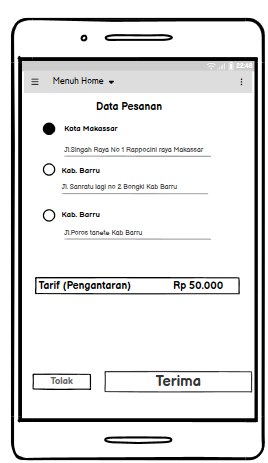 22:48
Menuh Home
Data Pesanan
Kota Makassar
Jl.Singah Raya No 1 Rappocini raya Makassar
Kab. Barru
Jl. Sanratu lagi no 2 Bongki Kab Barru
Kab. Barru
Jl.Poros tanete Kab Barru
Tarif (Pengantaran) Rp 50.000
Tolak Terima